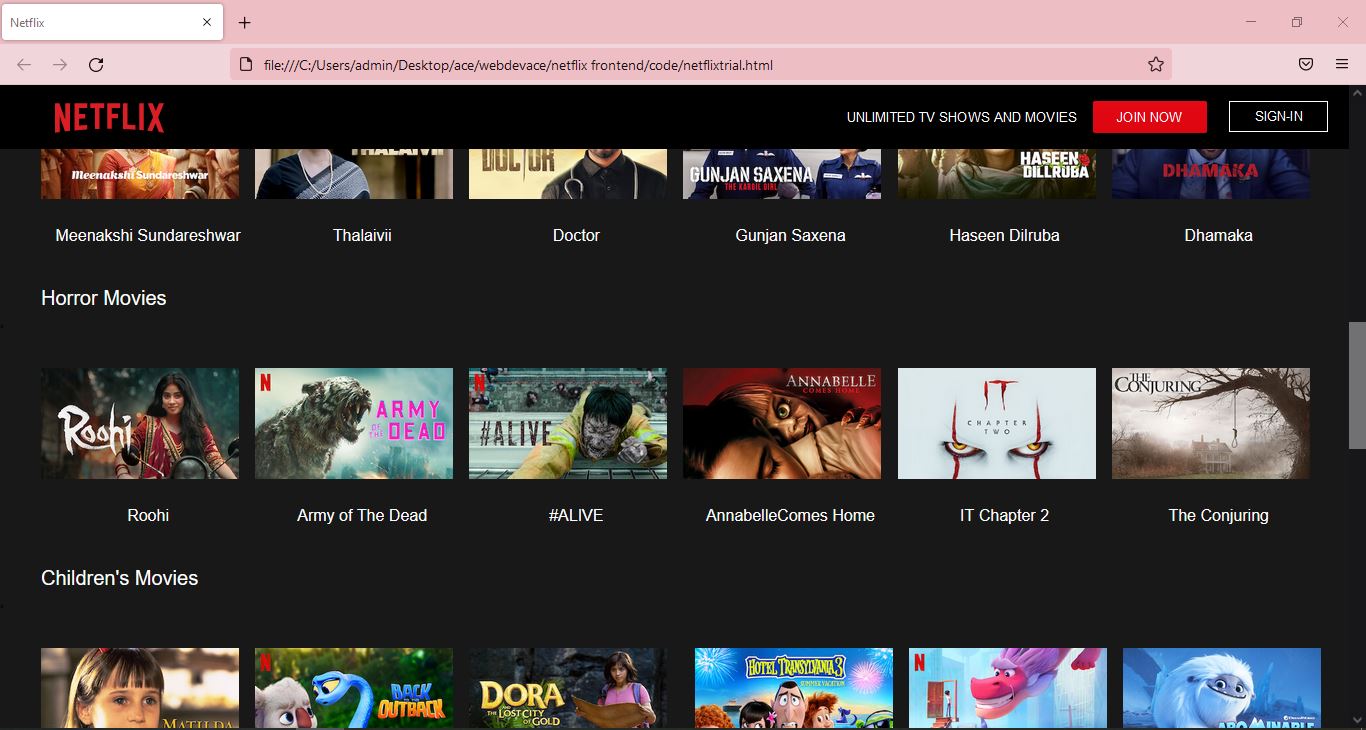 Netflix
file:///C:/Users/admin/Desktop/ace/webdevace/netflix frontend/code/netflixtrial.html
NETFLIX
UNLIMITED TV SHOWS AND MOVIES
JOIN NOW
SIGN-IN
Meenakshi Sundareshwar
THALAIVII
DOCTOR
GUNJAN SAXENA
THE KARGIL GIRL
HASEEN
DILLRUBA
DHAMAKA
Meenakshi Sundareshwar
Thalaivii
Doctor
Gunjan Saxena
Haseen Dilruba
Dhamaka
Horror Movies
Roohi
N
ARMY
OF THE DEAD
N
#ALIVE
ANNABELLE
COMES HOME
IT
CHAPTER
TWO
THE
CONJURING
Roohi
Army of The Dead
#ALIVE
AnnabelleComes Home
IT Chapter 2
The Conjuring
Children's Movies
MATILDA
N
BACK
TO THE
OUTBACK
DORA
AND THE
LOST CITY
OF GOLD
HOTEL TRANSYLVANIA 3
SUMMER VACATION
N
DREAMWORKS
ABOMINABLE